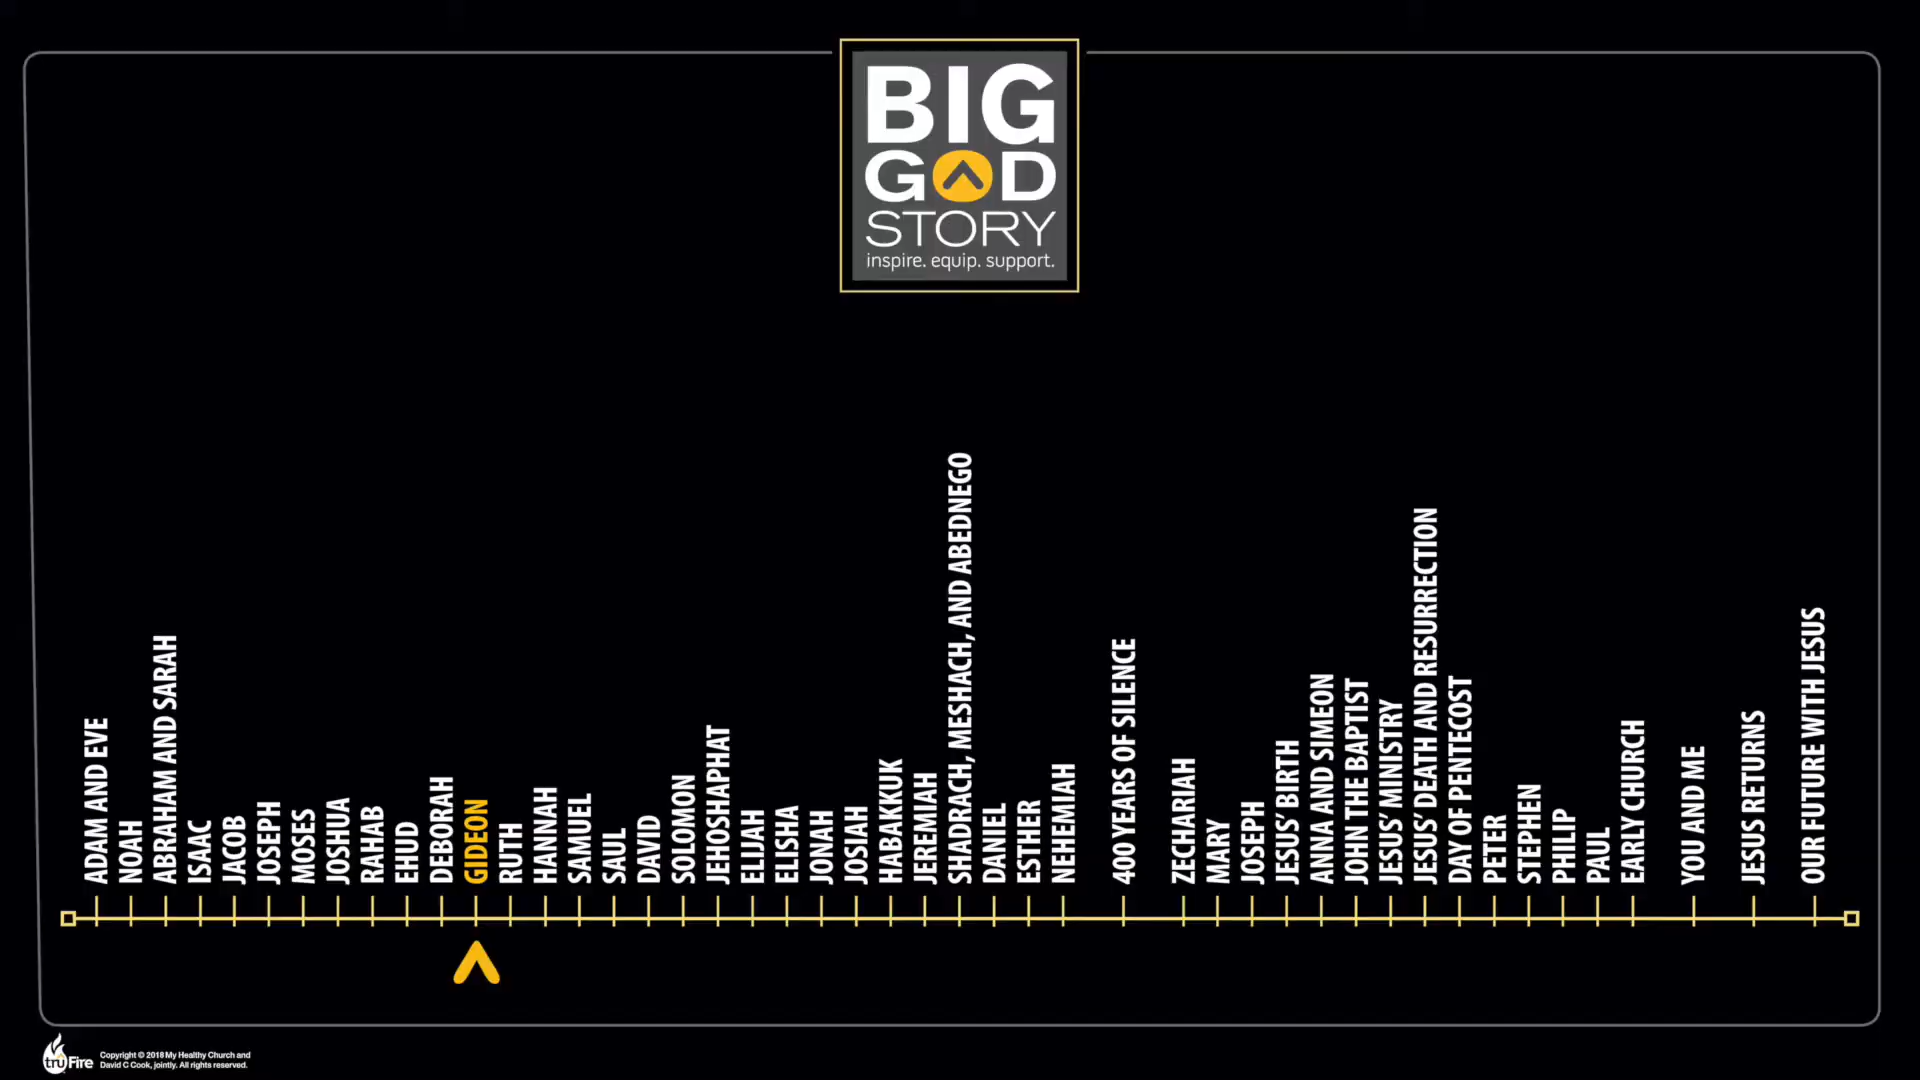 BIG
GOD
STORY
inspire. equip. support.
ADAM AND EVE
NOAH
ABRAHAM AND SARAH
ISAAC
JACOB
JOSEPH
MOSES
JOSHUA
RAHAB
EHUD
DEBORAH
GIDEON
RUTH
HANNAH
SAMUEL
SAUL
DAVID
SOLOMON
JEHOSHAPHAT
ELIJAH
ELISHA
JONAH
JOSIAH
HABAKKUK
JEREMIAH
SHADRACH, MESHACH, AND ABEDNEGO
DANIEL
ESTHER
NEHEMIAH
400 YEARS OF SILENCE
ZECHARIAH
MARY
JOSEPH
JESUS' BIRTH
ANNA AND SIMEON
JOHN THE BAPTIST
JESUS' MINISTRY
JESUS' DEATH AND RESURRECTION
DAY OF PENTECOST
PETER
STEPHEN
PHILIP
PAUL
EARLY CHURCH
YOU AND ME
JESUS RETURNS
OUR FUTURE WITH JESUS
truFire
Copyright © 2018 My Healthy Church and
David C Cook, jointly. All rights reserved.